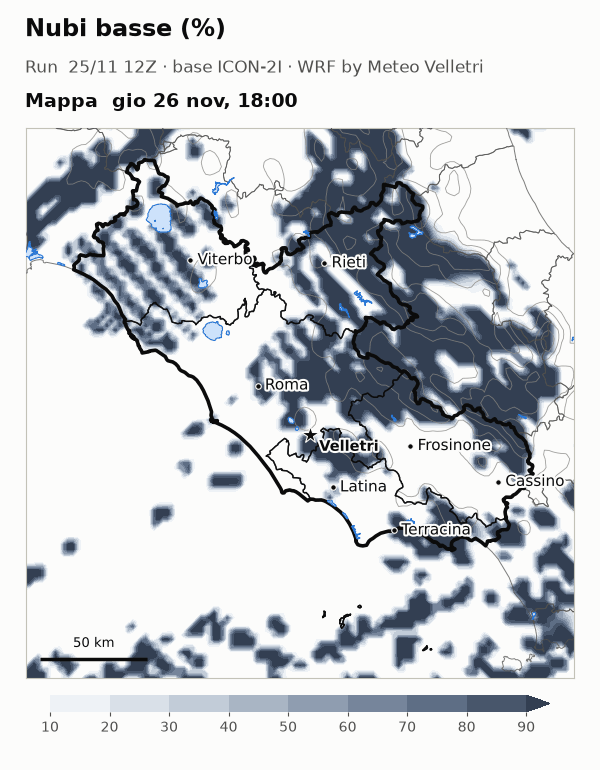 Nubi basse (%)
Run  25/11 12Z · base ICON-2I · WRF by Meteo Velletri
Mappa  gio 26 nov, 18:00
Viterbo
Rieti
Roma
Velletri
Frosinone
Cassino
Latina
Terracina
50 km
10 20 30 40 50 60 70 80 90